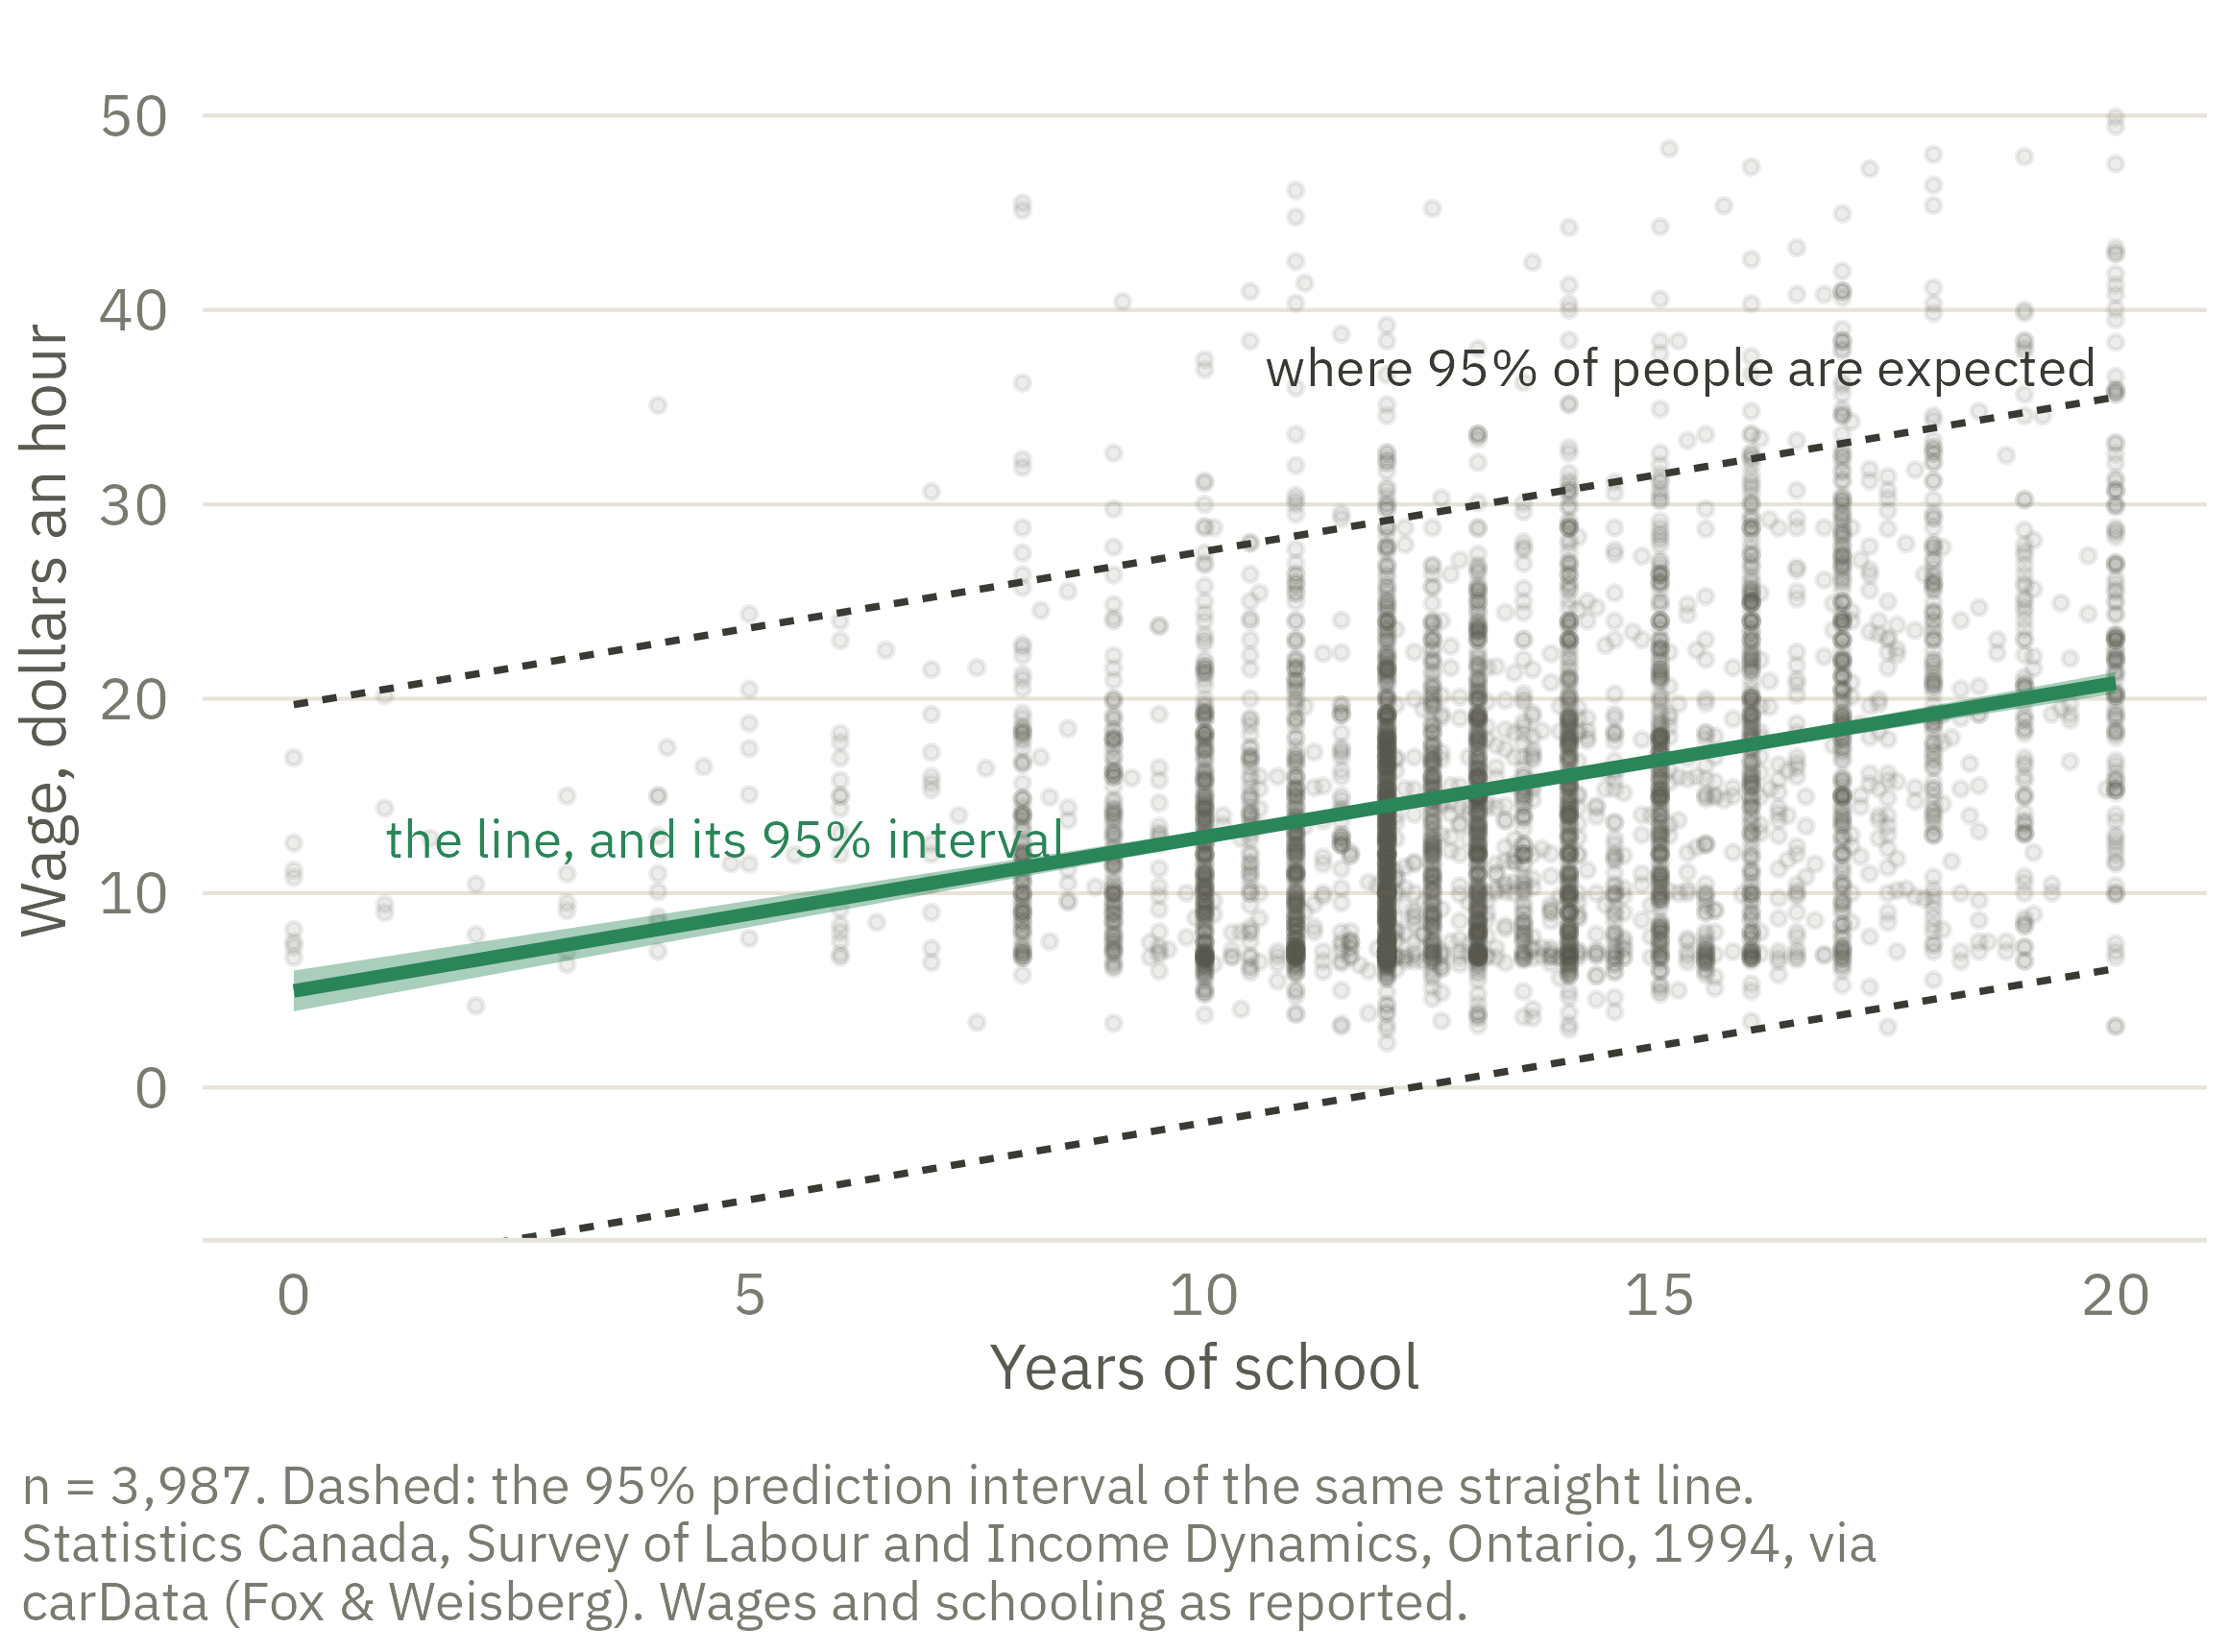 50
40
30
20
10
0
Wage, dollars an hour
where 95% of people are expected
the line, and its 95% interval
0 5 10 15 20
Years of school
n = 3,987. Dashed: the 95% prediction interval of the same straight line.
Statistics Canada, Survey of Labour and Income Dynamics, Ontario, 1994, via
carData (Fox & Weisberg). Wages and schooling as reported.